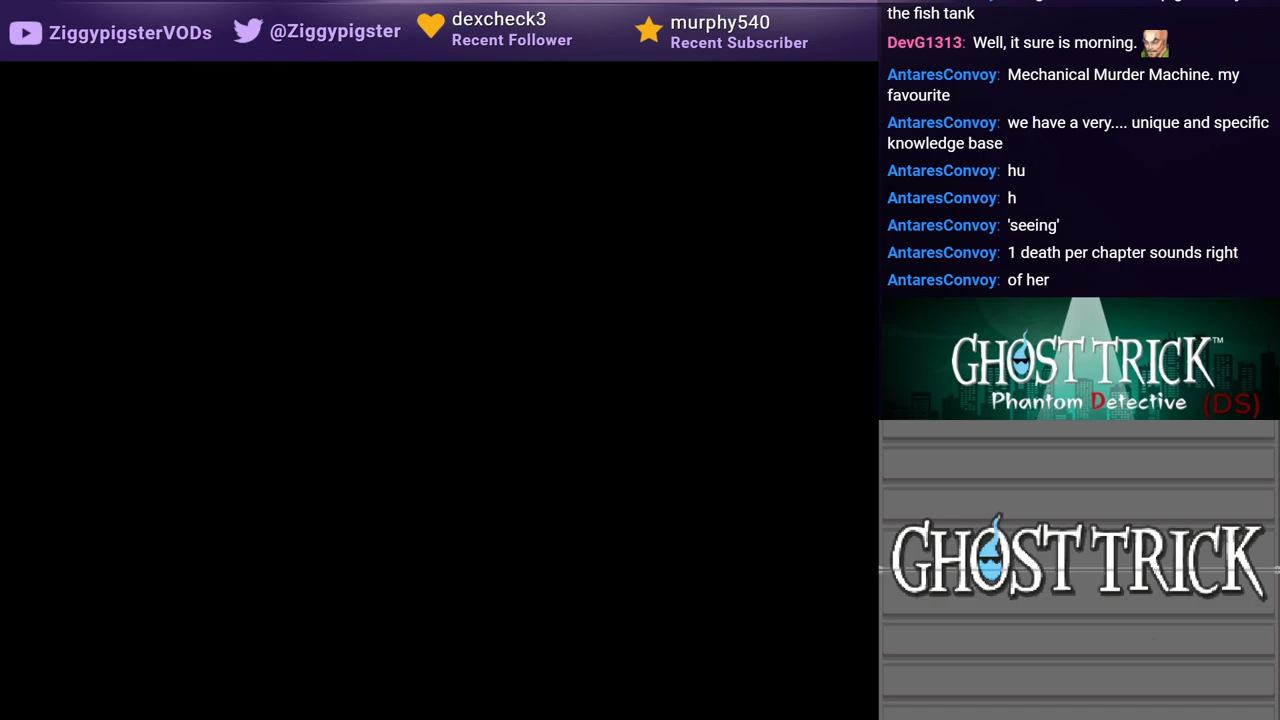 ZiggypigsterVODs
@Ziggypigster
dexcheck3
Recent Follower
murphy540
Recent Subscriber
the fish tank
DevG1313: Well, it sure is morning.
AntaresConvoy: Mechanical Murder Machine. my
favourite
AntaresConvoy: we have a very.... unique and specific
knowledge base
AntaresConvoy: hu
AntaresConvoy: h
AntaresConvoy: 'seeing'
AntaresConvoy: 1 death per chapter sounds right
AntaresConvoy: of her
GHOST TRICK™
Phantom Detective (DS)
GHOST TRICK